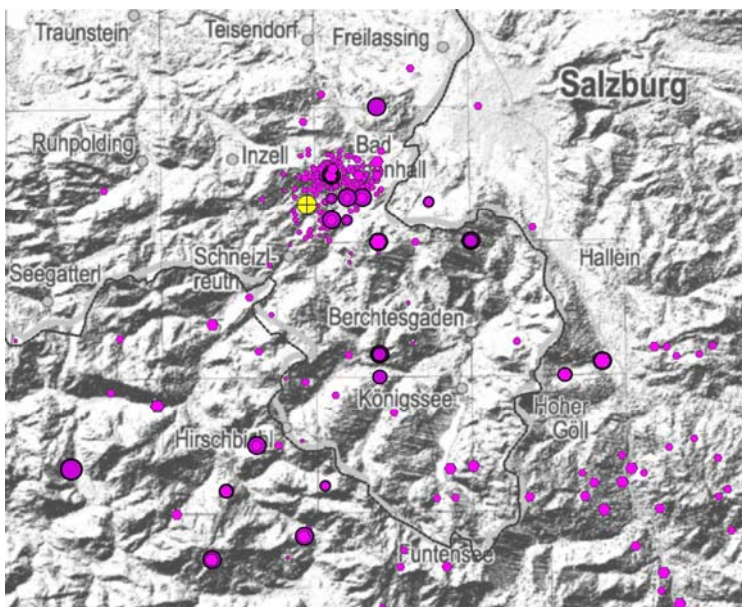 Traunstein
Teisendorf
Freilassing
Salzburg
Ruhpolding
Inzell
Bad
nhall
Schneizl-
reuth
Hallein
Seegatterl
Berchtesgaden
Königssee
Hoher
Göll
Hirschbichl
Funtensee